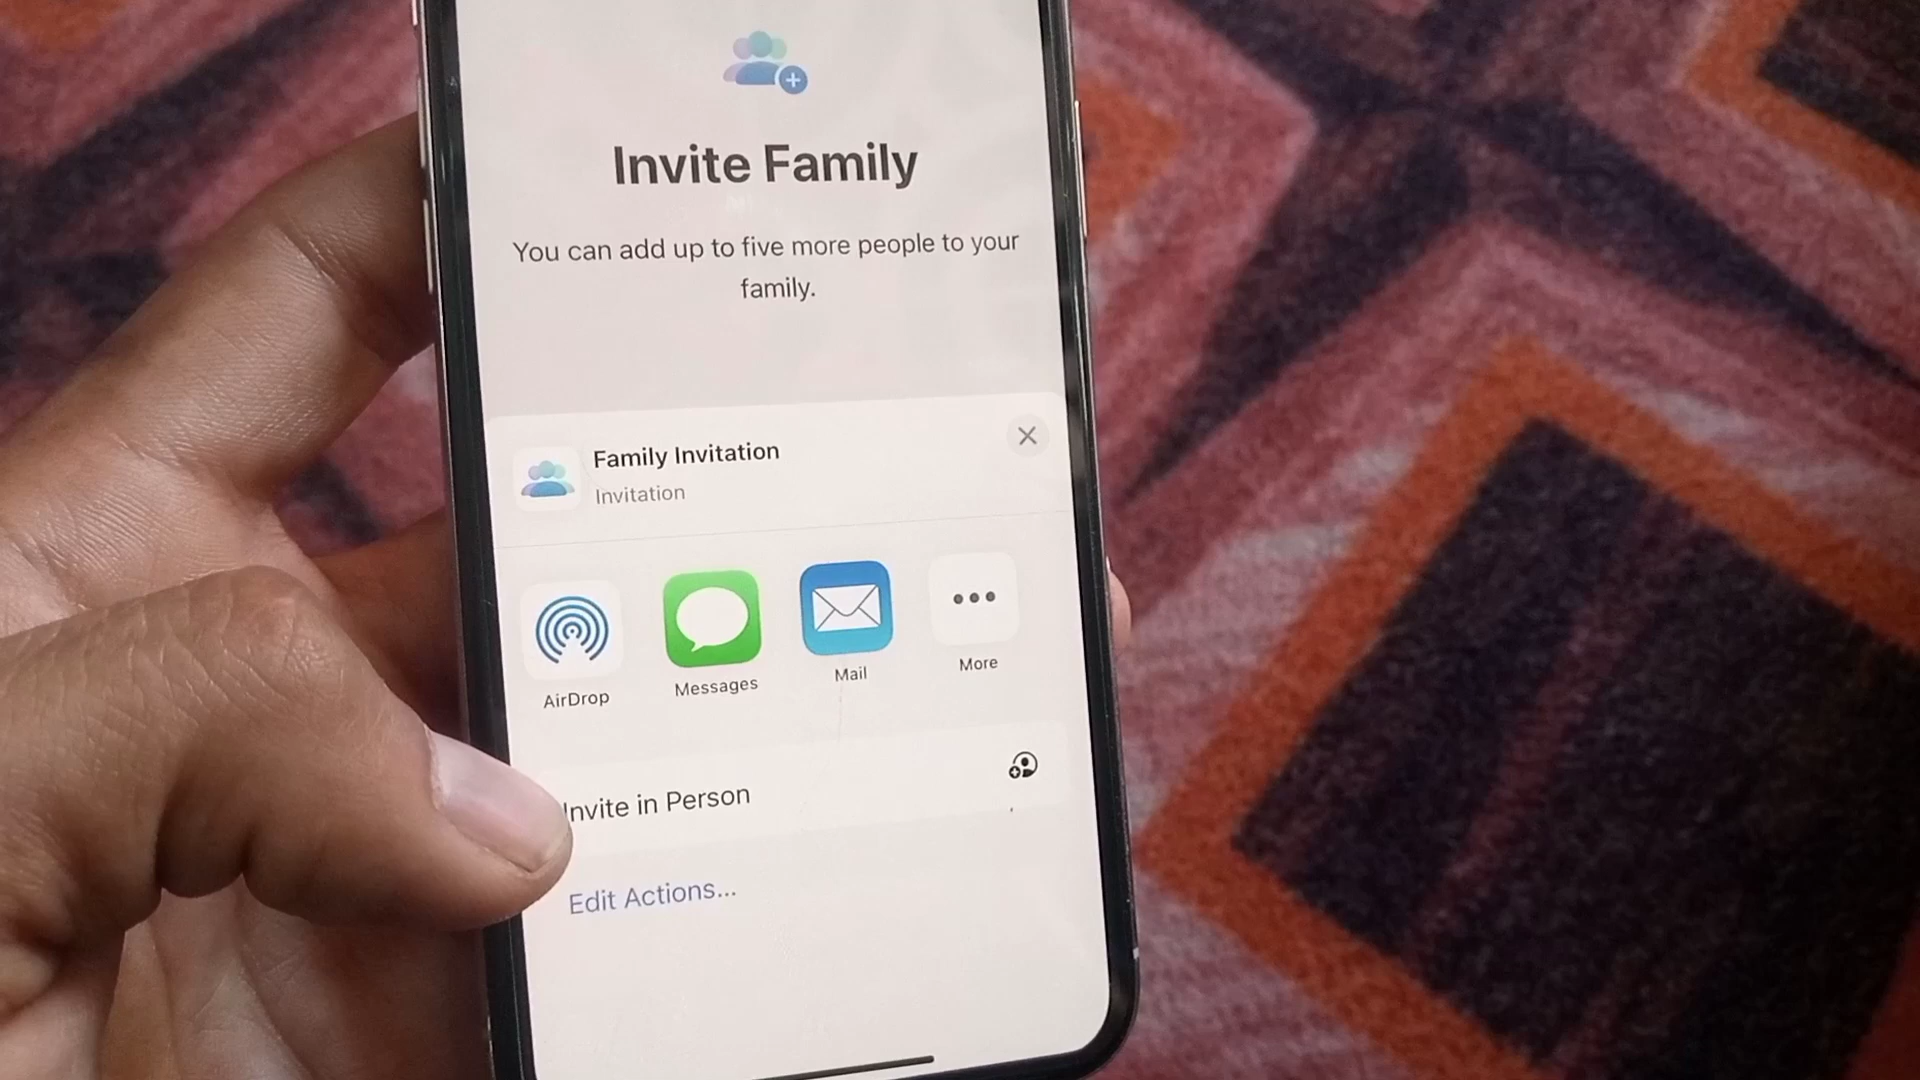 Invite Family
You can add up to five more people to your
family.
Family Invitation
Invitation
AirDrop
Messages
Mail
More
Invite in Person
Edit Actions...